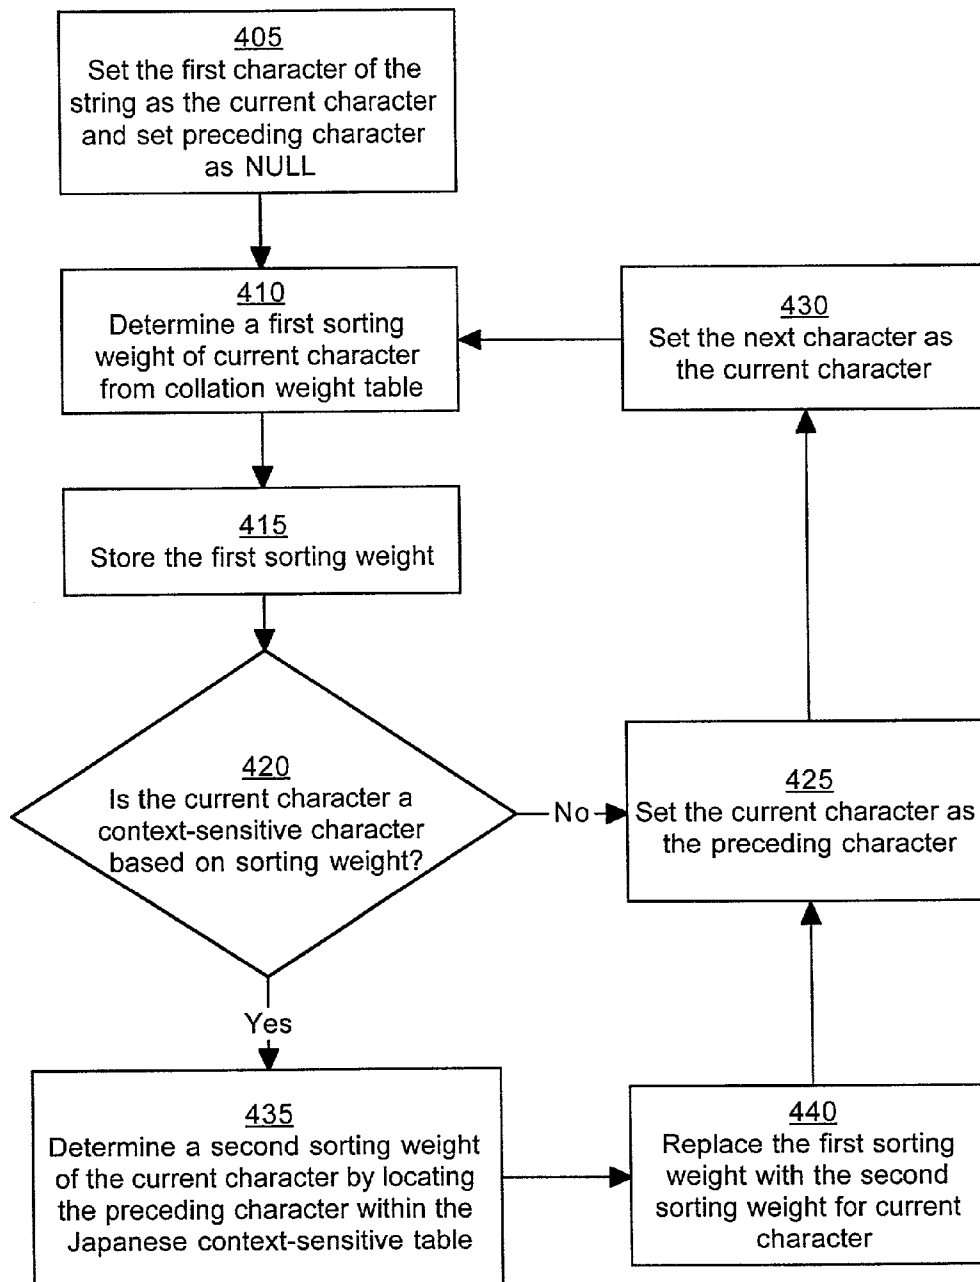 405
Set the first character of the
string as the current character
and set preceding character
as NULL
410
Determine a first sorting
weight of current character
from collation weight table
430
Set the next character as
the current character
415
Store the first sorting weight
420
Is the current character a
context-sensitive character
based on sorting weight?
No
425
Set the current character as
the preceding character
Yes
435
Determine a second sorting weight
of the current character by locating
the preceding character within the
Japanese context-sensitive table
440
Replace the first sorting
weight with the second
sorting weight for current
character